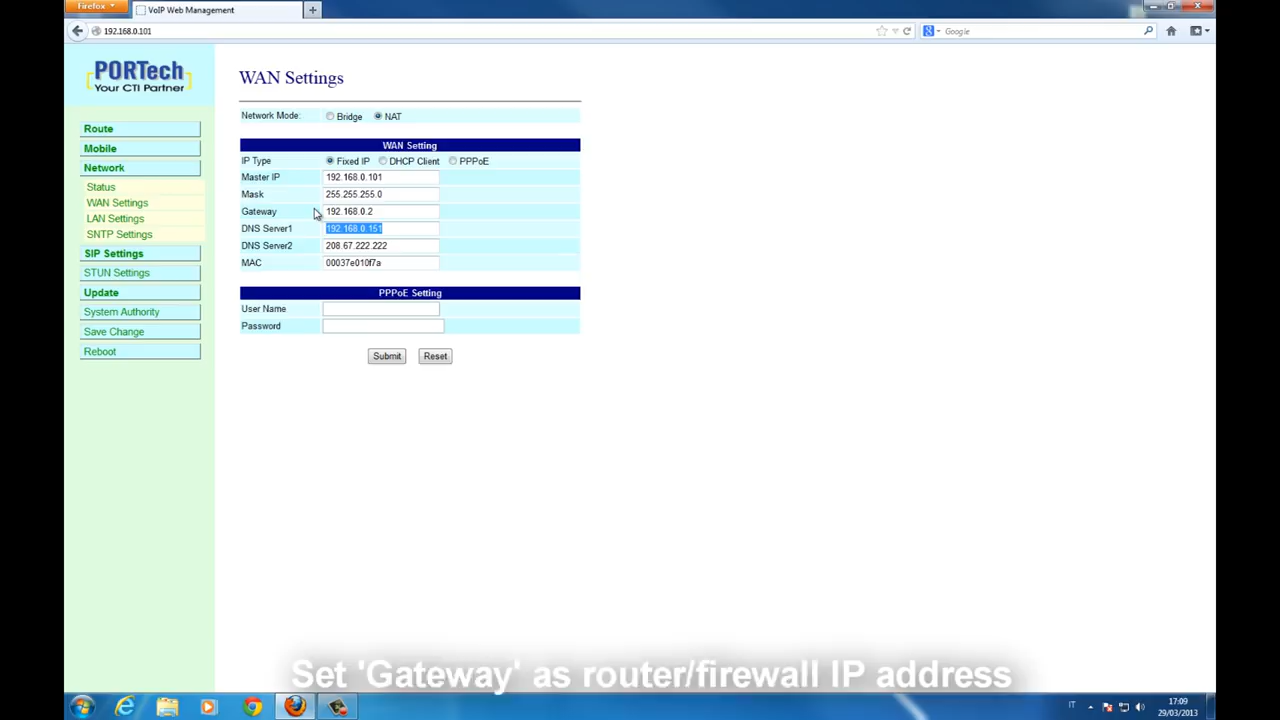 Firefox
VoIP Web Management
192.168.0.101
Google
PORTech
Your CTI Partner
Route
Mobile
Network
Status
WAN Settings
LAN Settings
SNTP Settings
SIP Settings
STUN Settings
Update
System Authority
Save Change
Reboot
WAN Settings
Network Mode: Bridge NAT
WAN Setting
IP Type Fixed IP DHCP Client PPPoE
Master IP 192.168.0.101
Mask 255.255.255.0
Gateway 192.168.0.2
DNS Server1 192.168.0.151
DNS Server2 208.67.222.222
MAC 00037e010f7a
PPPoE Setting
User Name
Password
Submit Reset
Set 'Gateway' as router/firewall IP address
IT
17:09
29/03/2013